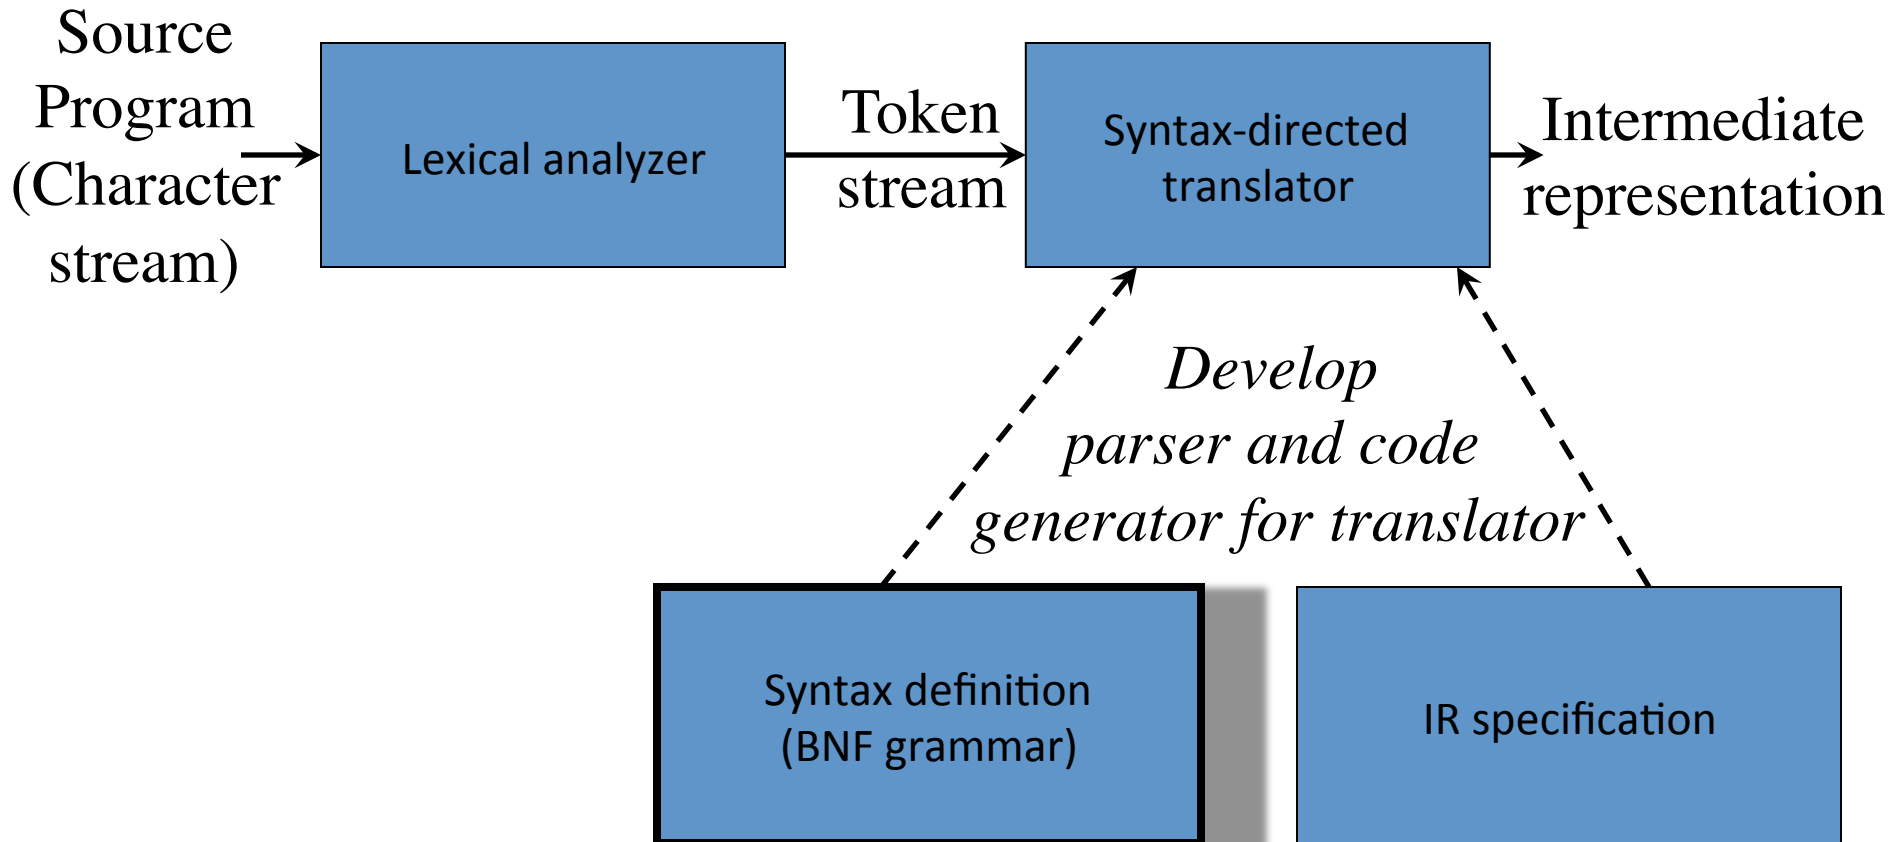 Source
Program
(Character
stream)
Lexical analyzer
Token
stream
Syntax-directed
translator
Intermediate
representation
Develop
parser and code
generator for translator
Syntax definition
(BNF grammar)
IR specification